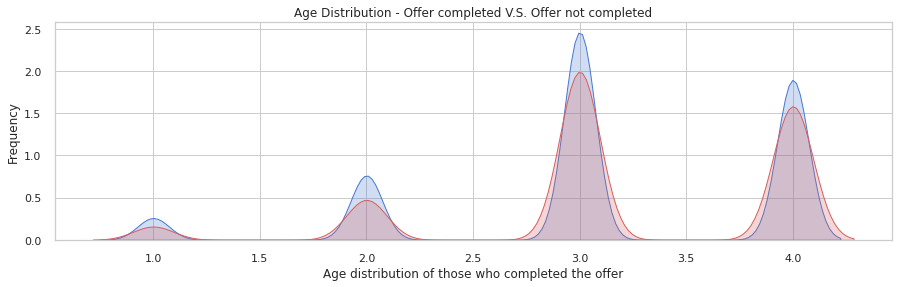 Age Distribution - Offer completed V.S. Offer not completed
2.5
2.0
1.5
1.0
0.5
0.0
Frequency
1.0 1.5 2.0 2.5 3.0 3.5 4.0
Age distribution of those who completed the offer